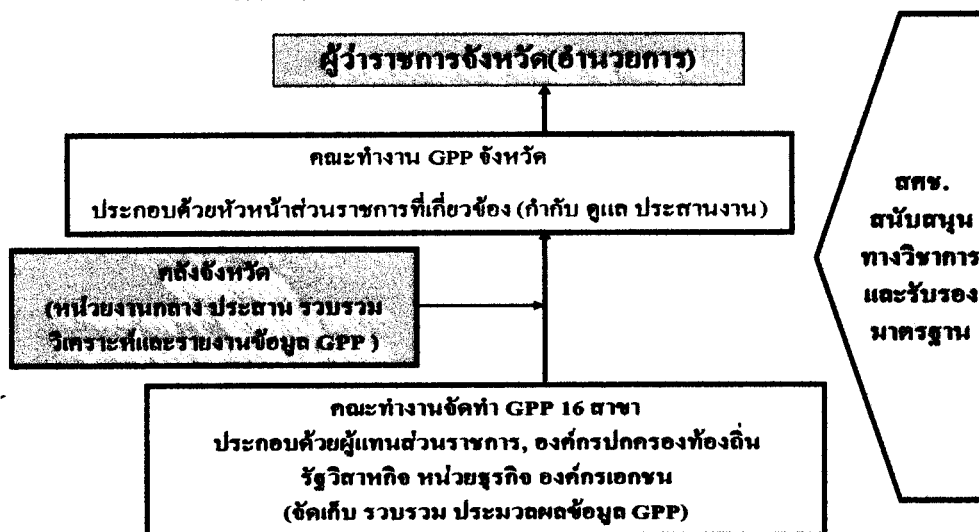 ผู้ว่าราชการจังหวัด(อำนวยการ)
คณะทำงาน GPP จังหวัด
ประกอบด้วยหัวหน้าส่วนราชการที่เกี่ยวข้อง (กำกับ ดูแล ประสานงาน)
คลังจังหวัด
(หน่วยงานกลาง ประสาน รวบรวม
วิเคราะห์และรายงานข้อมูล GPP )
คณะทำงานจัดทำ GPP 16 สาขา
ประกอบด้วยผู้แทนส่วนราชการ, องค์กรปกครองท้องถิ่น
รัฐวิสาหกิจ หน่วยธุรกิจ องค์กรเอกชน
(จัดเก็บ รวบรวม ประมวลผลข้อมูล GPP)
สศช.
สนับสนุน
ทางวิชาการ
และรับรอง
มาตรฐาน